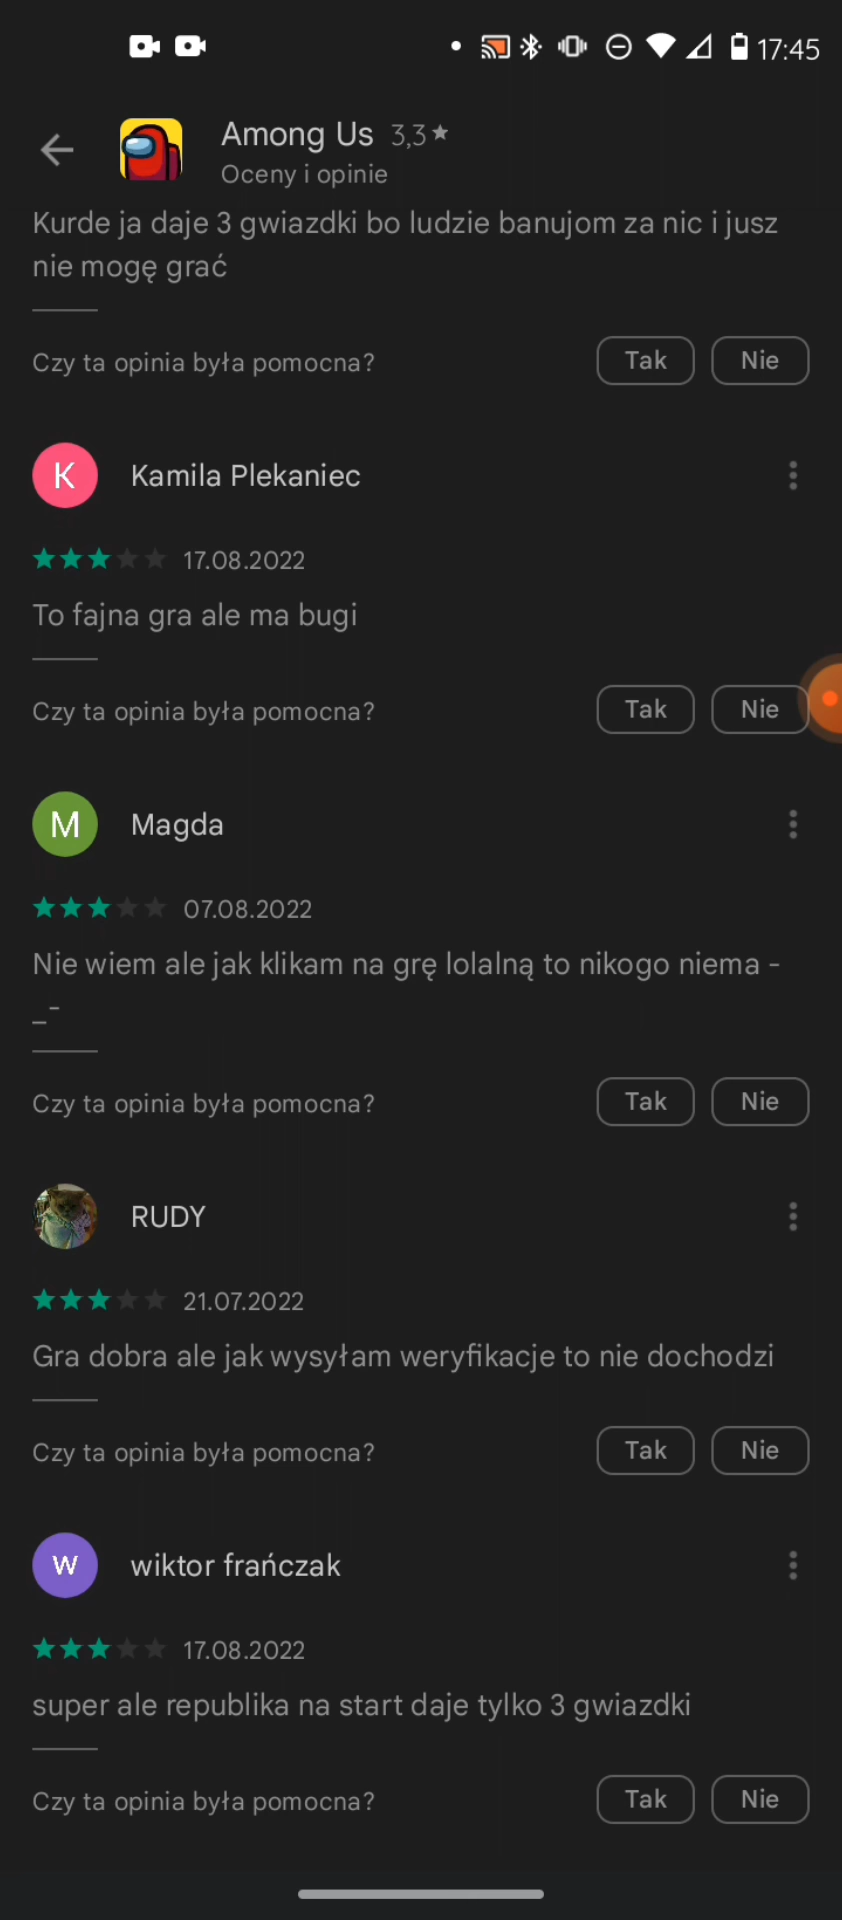 17:45
Among Us 3,3★
Oceny i opinie
Kurde ja daje 3 gwiazdki bo ludzie banujom za nic i jusz
nie mogę grać
Czy ta opinia była pomocna? Tak Nie
K Kamila Plekaniec
17.08.2022
To fajna gra ale ma bugi
Czy ta opinia była pomocna? Tak Nie
M Magda
07.08.2022
Nie wiem ale jak klikam na grę lolalną to nikogo niema -
_-
Czy ta opinia była pomocna? Tak Nie
RUDY
21.07.2022
Gra dobra ale jak wysyłam weryfikacje to nie dochodzi
Czy ta opinia była pomocna? Tak Nie
w wiktor frańczak
17.08.2022
super ale republika na start daje tylko 3 gwiazdki
Czy ta opinia była pomocna? Tak Nie